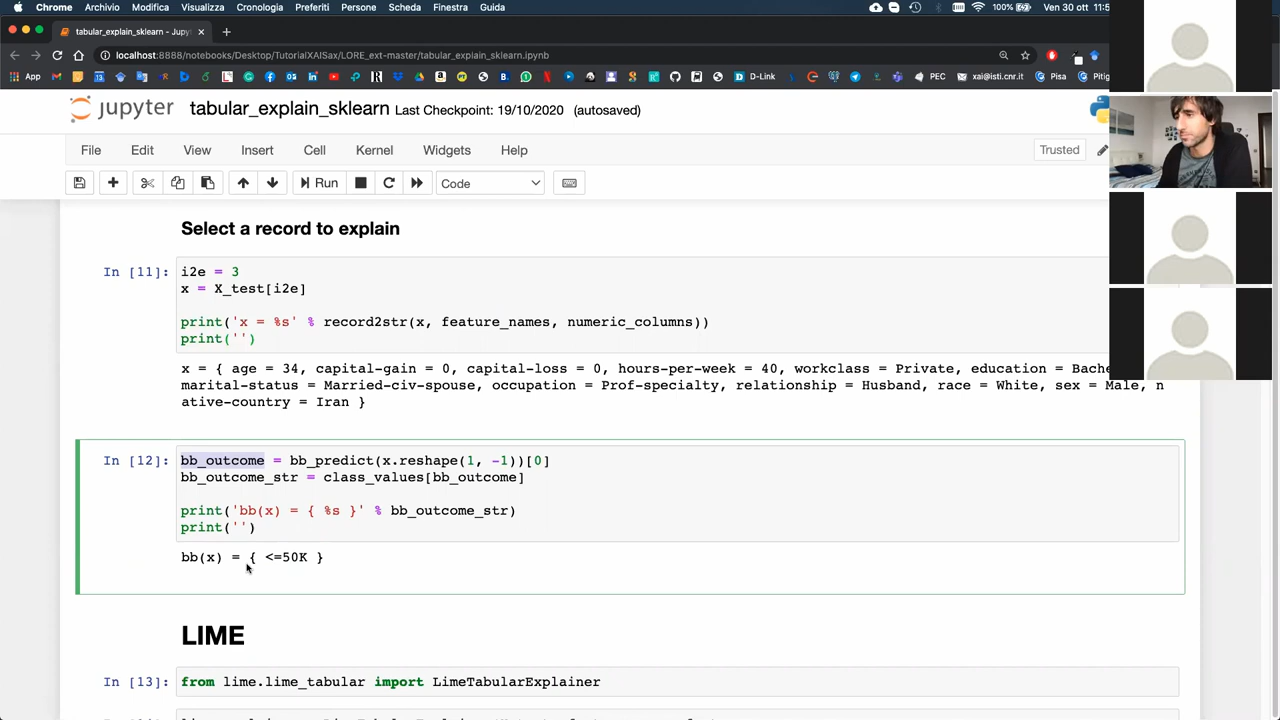 Chrome Archivio Modifica Visualizza Cronologia Preferiti Persone Scheda Finestra Guida 100% Ven 30 ott
tabular_explain_sklearn - Jupyt
localhost:8888/notebooks/Desktop/TutorialXAISax/LORE_ext-master/tabular_explain_sklearn.ipynb
App D-Link PEC xai@isti.cnr.it Pisa Pitig
jupyter tabular_explain_sklearn Last Checkpoint: 19/10/2020 (autosaved)
File Edit View Insert Cell Kernel Widgets Help Trusted
Run Code
Select a record to explain
In [11]: i2e = 3
x = X_test[i2e]
print('x = %s' % record2str(x, feature_names, numeric_columns))
print('')
x = { age = 34, capital-gain = 0, capital-loss = 0, hours-per-week = 40, workclass = Private, education = Bache
marital-status = Married-civ-spouse, occupation = Prof-specialty, relationship = Husband, race = White, sex = Male, n
ative-country = Iran }
In [12]: bb_outcome = bb_predict(x.reshape(1, -1))[0]
bb_outcome_str = class_values[bb_outcome]
print('bb(x) = { %s }' % bb_outcome_str)
print('')
bb(x) = { <=50K }
LIME
In [13]: from lime.lime_tabular import LimeTabularExplainer